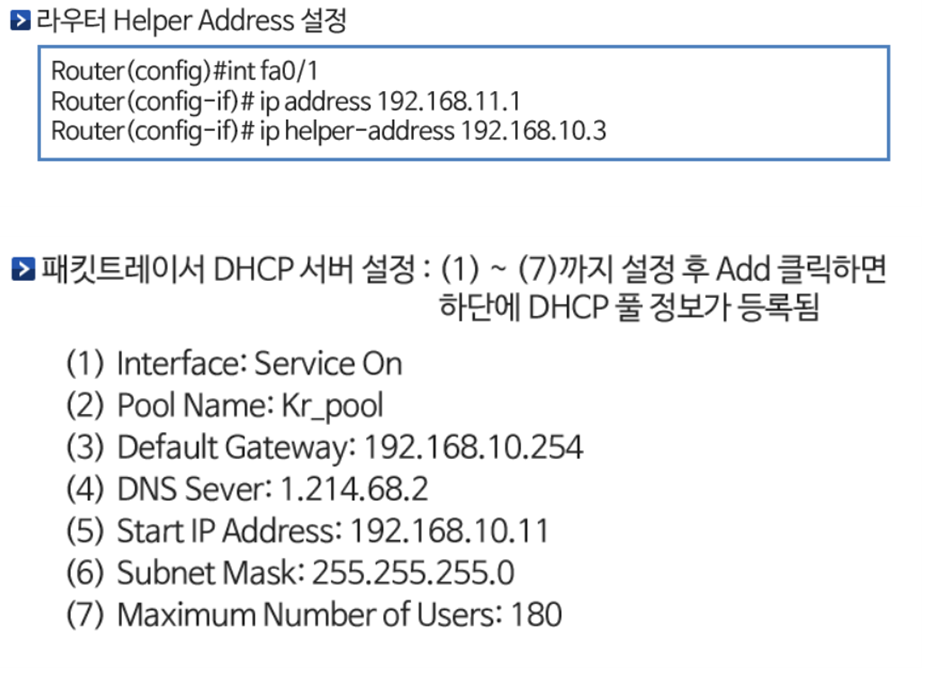 라우터 Helper Address 설정
Router(config)#int fa0/1
Router(config-if)# ip address 192.168.11.1
Router(config-if)# ip helper-address 192.168.10.3
패킷트레이서 DHCP 서버 설정 : (1) ~ (7)까지 설정 후 Add 클릭하면
하단에 DHCP 풀 정보가 등록됨
(1) Interface: Service On
(2) Pool Name: Kr_pool
(3) Default Gateway: 192.168.10.254
(4) DNS Sever: 1.214.68.2
(5) Start IP Address: 192.168.10.11
(6) Subnet Mask: 255.255.255.0
(7) Maximum Number of Users: 180